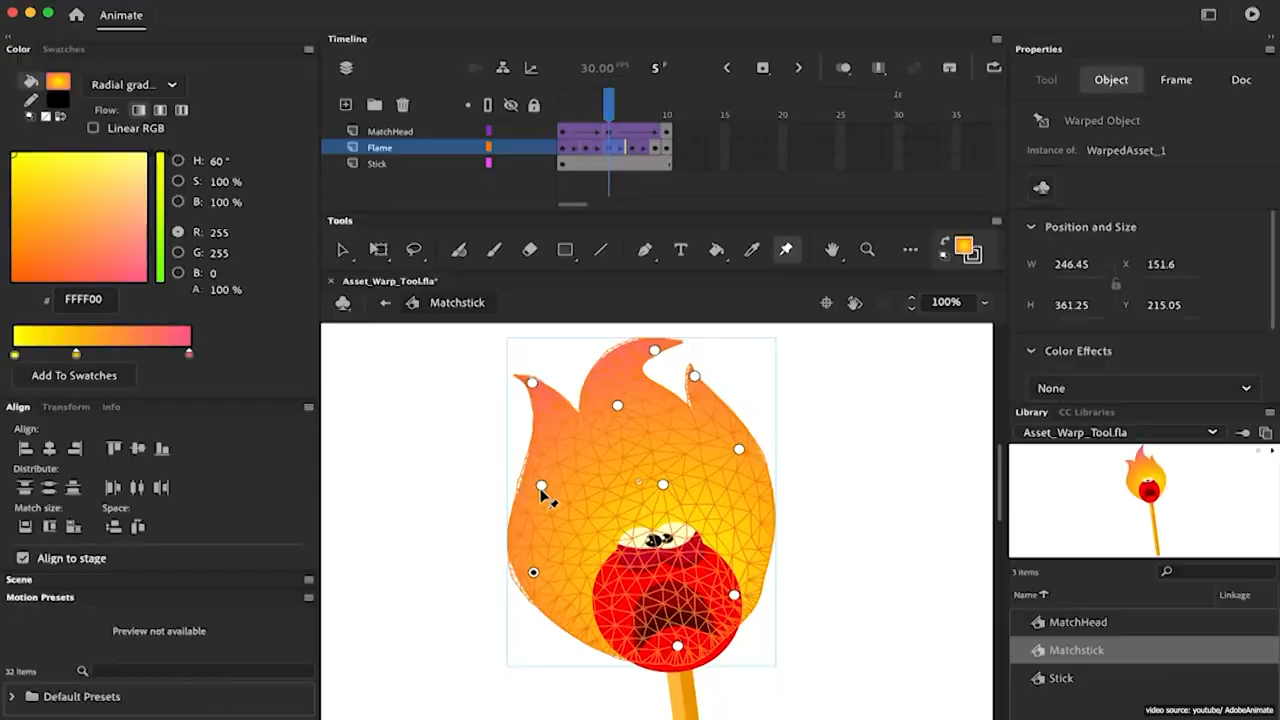 Animate
Color Swatches
Radial grad...
Flow:
Linear RGB
H: 60 °
S: 100 %
B: 100 %
R: 255
G: 255
B: 0
A: 100 %
# FFFF00
Add To Swatches
Align Transform Info
Align:
Distribute:
Match size: Space:
Align to stage
Scene
Motion Presets
Preview not available
32 items
Default Presets
Timeline
30.00 FPS 5 F
1s
10 15 20 25 30 35
MatchHead
Flame
Stick
Tools
Asset_Warp_Tool.fla*
Matchstick
100%
Properties
Tool Object Frame Doc
Warped Object
Instance of: WarpedAsset_1
Position and Size
W 246.45 X 151.6
H 361.25 Y 215.05
Color Effects
None
Library CC Libraries
Asset_Warp_Tool.fla
3 items
Name Linkage
MatchHead
Matchstick
Stick
video source: youtube/ AdobeAnimate